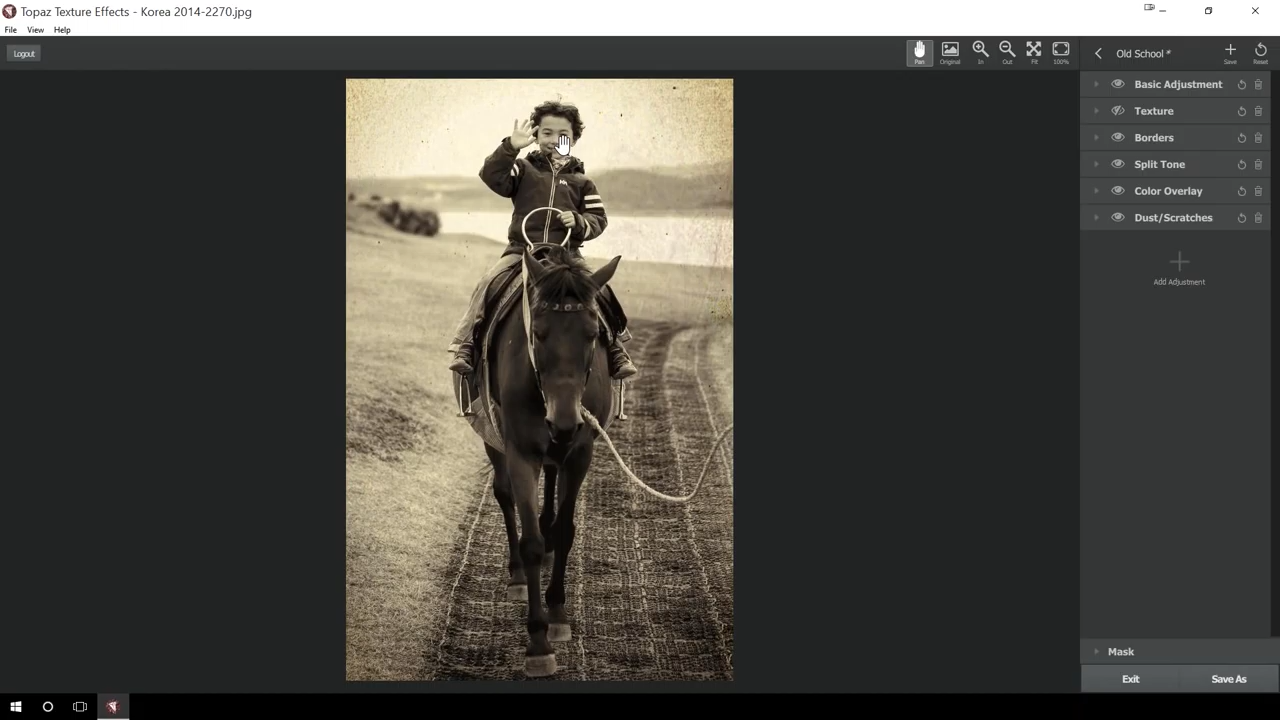 Topaz Texture Effects - Korea 2014-2270.jpg
File View Help
Logout
Pan Original In Out Fit 100%
Old School *
Save Reset
Basic Adjustment
Texture
Borders
Split Tone
Color Overlay
Dust/Scratches
Add Adjustment
Mask
Exit Save As
HH